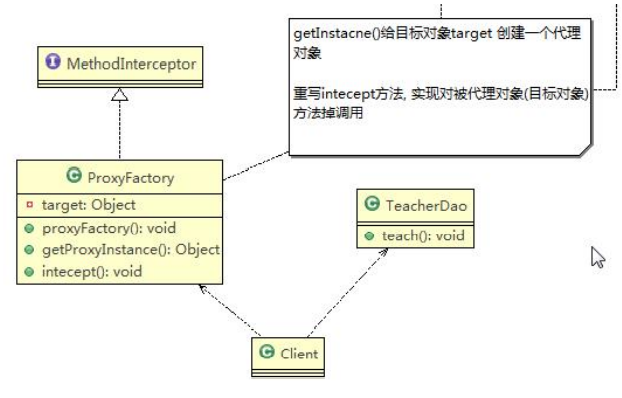 getInstacne()给目标对象target 创建一个代理
对象
重写intecept方法, 实现对被代理对象(目标对象)
方法掉调用
I MethodInterceptor
C ProxyFactory
target: Object
proxyFactory(): void
getProxyInstance(): Object
intecept(): void
C TeacherDao
teach(): void
C Client